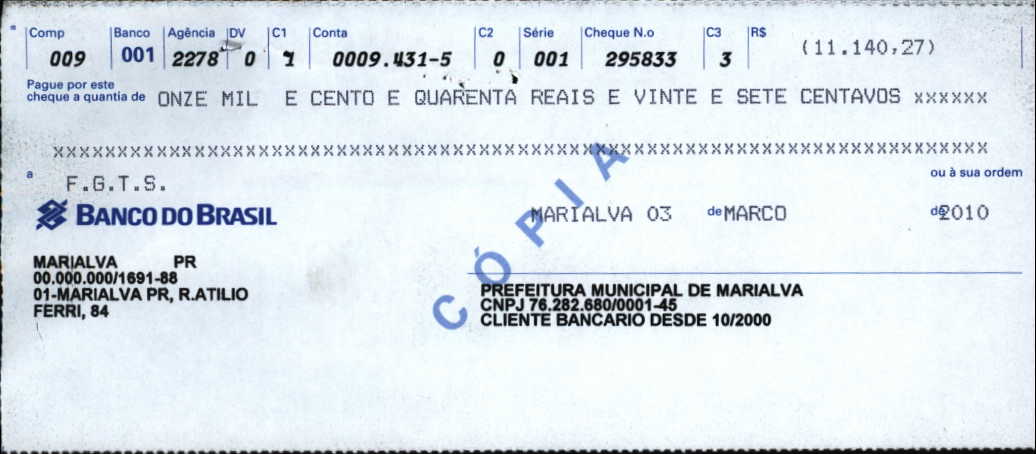 Comp Banco Agência DV C1 Conta C2 Série Cheque N.o C3 R$
009 001 2278 0 1 0009.431-5 0 001 295833 3 (11.140,27)
Pague por este
cheque a quantia de ONZE MIL E CENTO E QUARENTA REAIS E VINTE E SETE CENTAVOS xxxxxx
xxxxxxxxxxxxxxxxxxxxxxxxxxxxxxxxxxxxxxxxxxxxxxxxxxxxxxxxxxxxxxxxxxxxxxxx
a F.G.T.S. ou à sua ordem
BANCO DO BRASIL
MARIALVA 03 de MARCO de 2010
CÓPIA
MARIALVA PR
00.000.000/1691-88
01-MARIALVA PR, R.ATILIO
FERRI, 84
PREFEITURA MUNICIPAL DE MARIALVA
CNPJ 76.282.680/0001-45
CLIENTE BANCARIO DESDE 10/2000